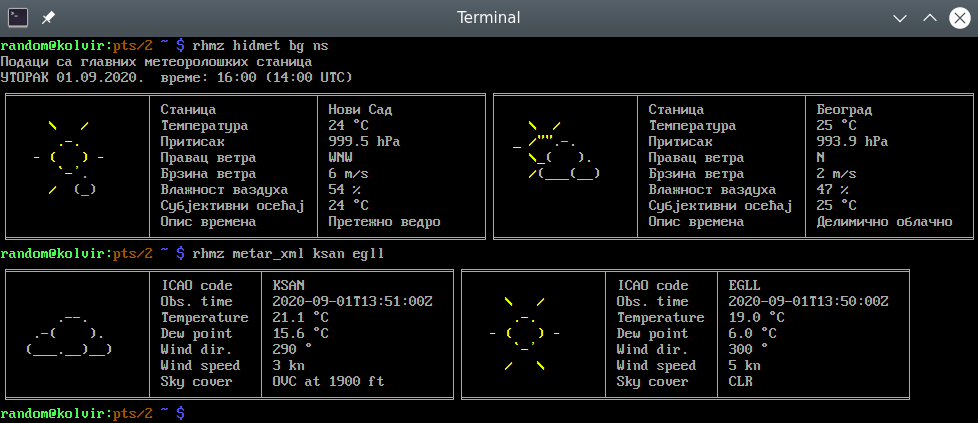 Terminal
random@kolvir:pts/2 ~ $ rhmz hidmet bg ns
Подаци са главних метеоролошких станица
УТОРАК 01.09.2020.  време: 16:00 (14:00 UTC)
Станица Нови Сад
Температура 24 °C
Притисак 999.5 hPa
Правац ветра WNW
Брзина ветра 6 m/s
Влажност ваздуха 54 %
Субјективни осећај 24 °C
Опис времена Претежно ведро
Станица Београд
Температура 25 °C
Притисак 993.9 hPa
Правац ветра N
Брзина ветра 2 m/s
Влажност ваздуха 47 %
Субјективни осећај 25 °C
Опис времена Делимично облачно
random@kolvir:pts/2 ~ $ rhmz metar_xml ksan egll
ICAO code KSAN
Obs. time 2020-09-01T13:51:00Z
Temperature 21.1 °C
Dew point 15.6 °C
Wind dir. 290 °
Wind speed 3 kn
Sky cover OVC at 1900 ft
ICAO code EGLL
Obs. time 2020-09-01T13:50:00Z
Temperature 19.0 °C
Dew point 6.0 °C
Wind dir. 300 °
Wind speed 5 kn
Sky cover CLR
random@kolvir:pts/2 ~ $